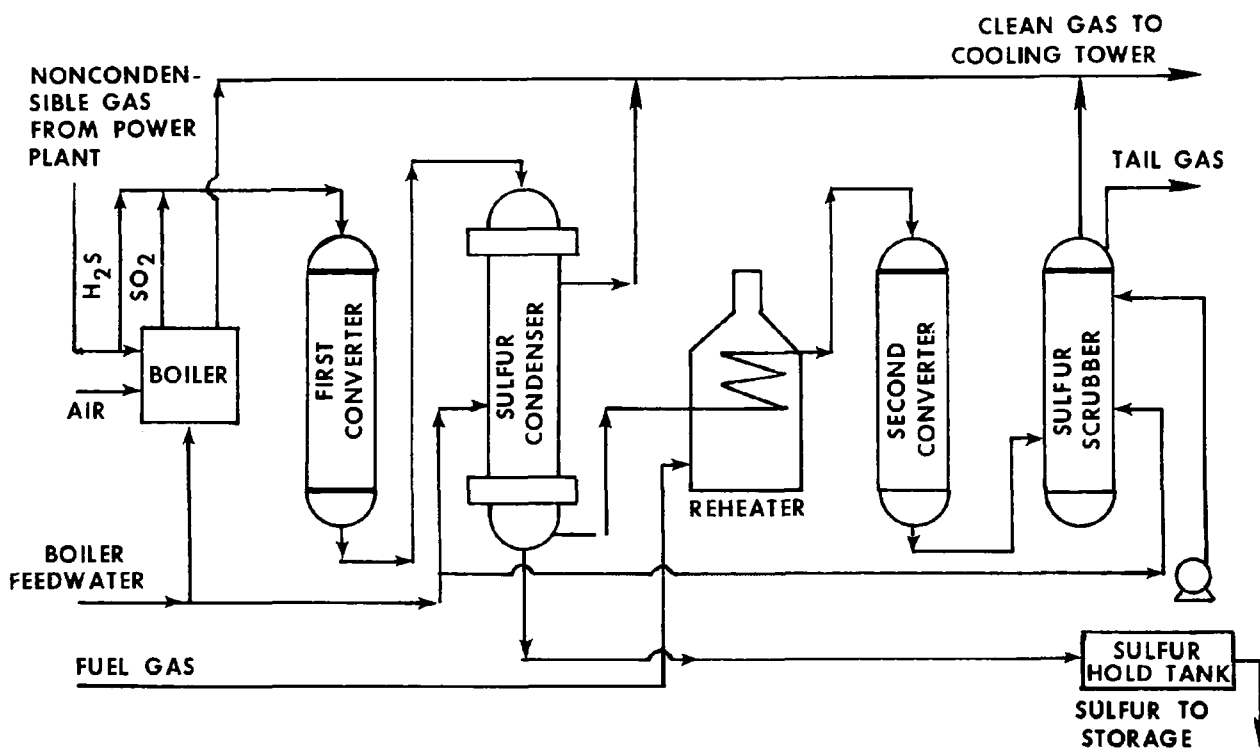 CLEAN GAS TO
COOLING TOWER
NONCONDEN-
SIBLE GAS
FROM POWER
PLANT
TAIL GAS
H2S
SO2
BOILER
AIR
FIRST
CONVERTER
SULFUR
CONDENSER
REHEATER
SECOND
CONVERTER
SULFUR
SCRUBBER
BOILER
FEEDWATER
FUEL GAS
SULFUR
HOLD TANK
SULFUR TO
STORAGE